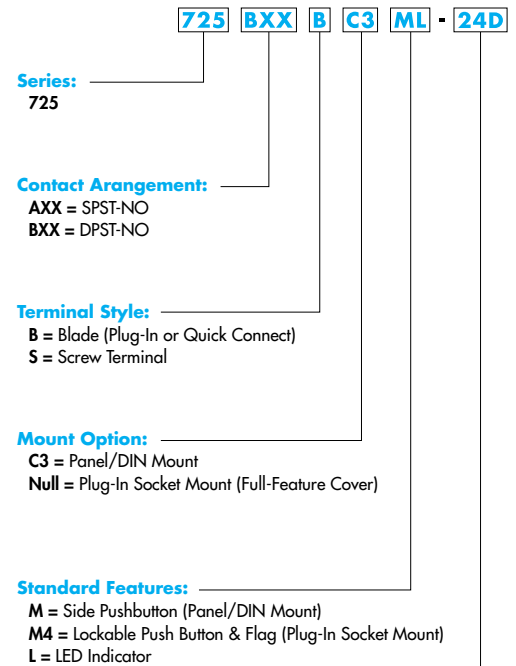 725 BXX B C3 ML - 24D
Series:
725
Contact Arangement:
AXX = SPST-NO
BXX = DPST-NO
Terminal Style:
B = Blade (Plug-In or Quick Connect)
S = Screw Terminal
Mount Option:
C3 = Panel/DIN Mount
Null = Plug-In Socket Mount (Full-Feature Cover)
Standard Features:
M = Side Pushbutton (Panel/DIN Mount)
M4 = Lockable Push Button & Flag (Plug-In Socket Mount)
L = LED Indicator